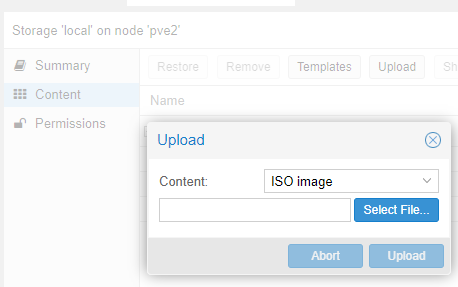 Storage 'local' on node 'pve2'
Summary
Restore Remove Templates Upload Sh
Content
Name
Permissions
Upload
Content: ISO image
Select File...
Abort Upload